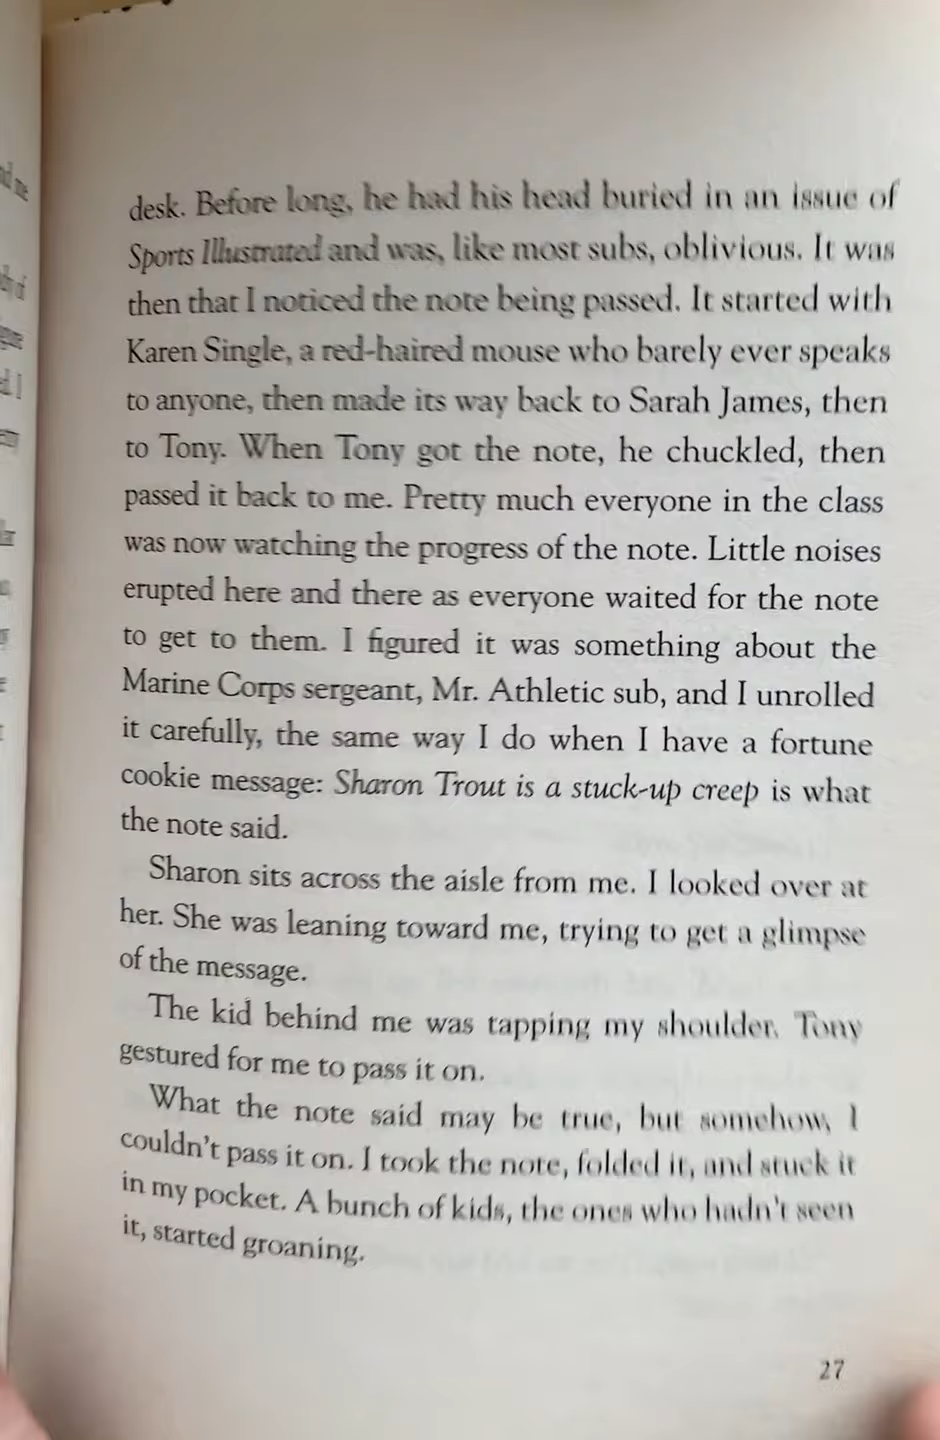 desk. Before long, he had his head buried in an issue of
Sports Illustrated and was, like most subs, oblivious. It was
then that I noticed the note being passed. It started with
Karen Single, a red-haired mouse who barely ever speaks
to anyone, then made its way back to Sarah James, then
to Tony. When Tony got the note, he chuckled, then
passed it back to me. Pretty much everyone in the class
was now watching the progress of the note. Little noises
erupted here and there as everyone waited for the note
to get to them. I figured it was something about the
Marine Corps sergeant, Mr. Athletic sub, and I unrolled
it carefully, the same way I do when I have a fortune
cookie message: Sharon Trout is a stuck-up creep is what
the note said.
Sharon sits across the aisle from me. I looked over at
her. She was leaning toward me, trying to get a glimpse
of the message.
The kid behind me was tapping my shoulder. Tony
gestured for me to pass it on.
What the note said may be true, but somehow, I
couldn't pass it on. I took the note, folded it, and stuck it
in my pocket. A bunch of kids, the ones who hadn't seen
it, started groaning.
27